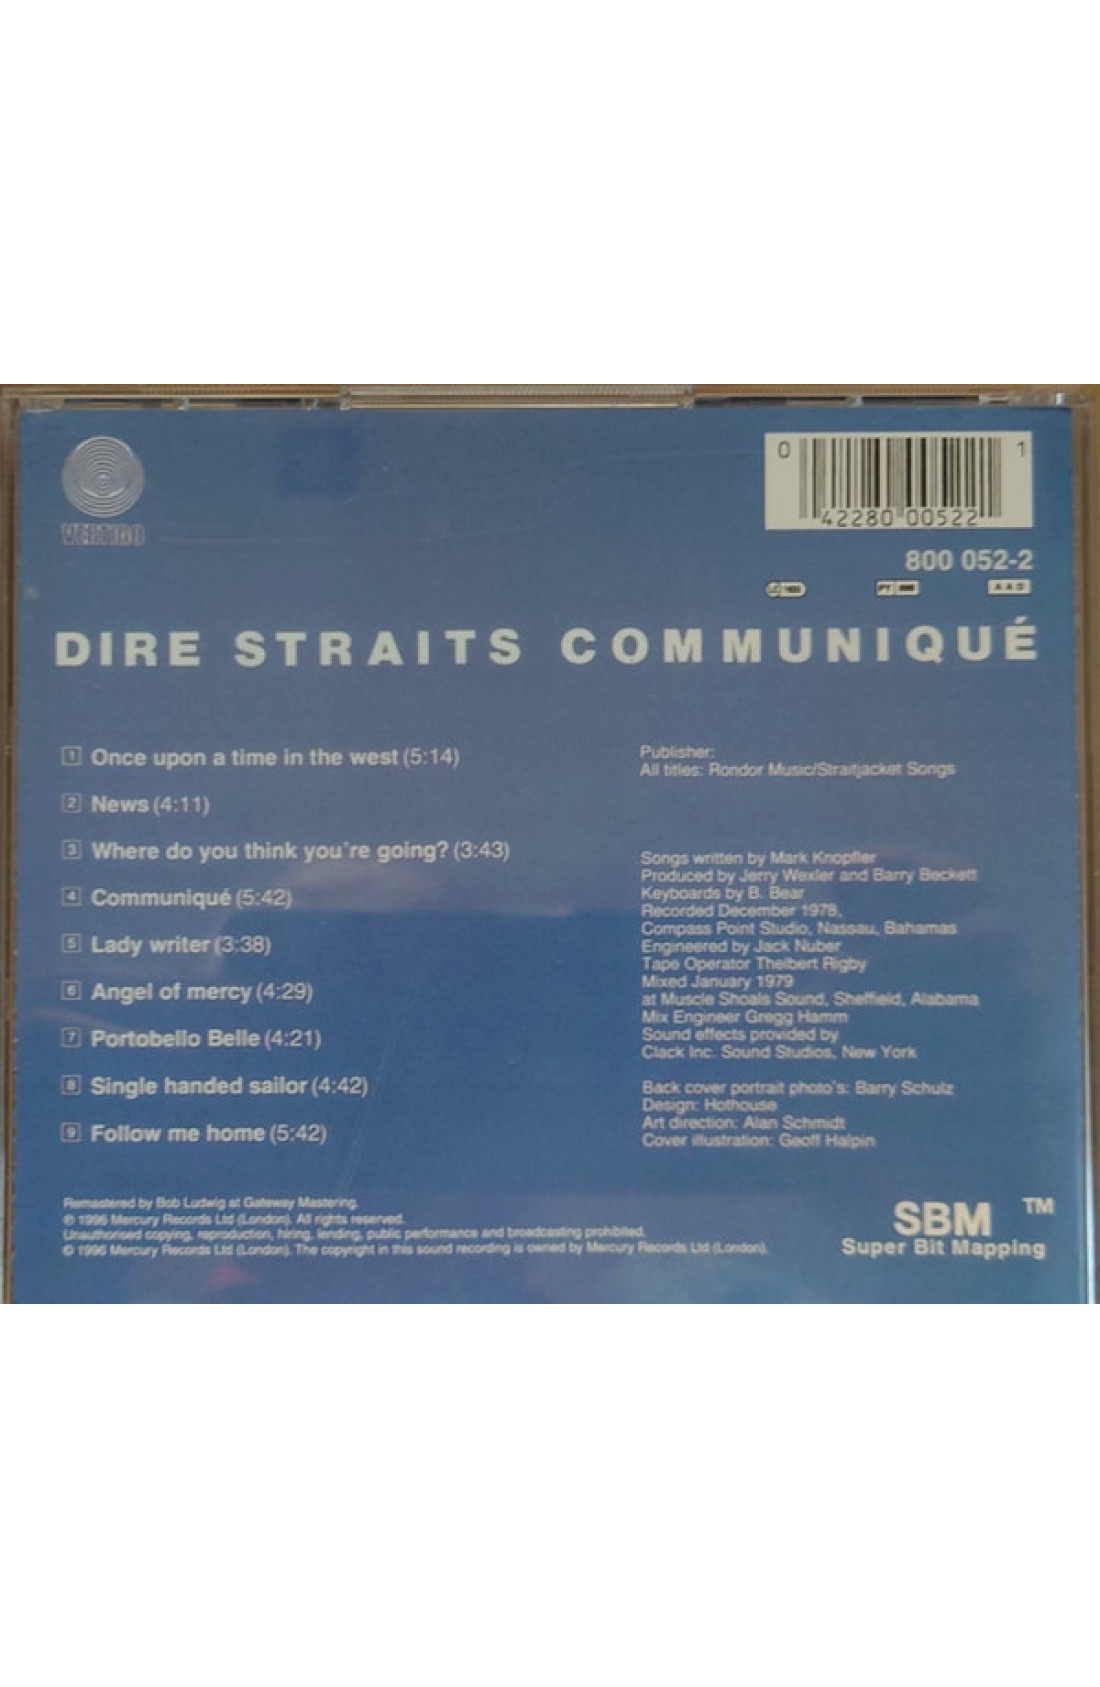 VERTIGO
0 42280 00522 1
800 052-2
AAD
DIRE STRAITS COMMUNIQUÉ
1 Once upon a time in the west (5:14)
2 News (4:11)
3 Where do you think you're going? (3:43)
4 Communiqué (5:42)
5 Lady writer (3:38)
6 Angel of mercy (4:29)
7 Portobello Belle (4:21)
8 Single handed sailor (4:42)
9 Follow me home (5:42)
Publisher:
All titles: Rondor Music/Straitjacket Songs
Songs written by Mark Knopfler
Produced by Jerry Wexler and Barry Beckett
Keyboards by B. Bear
Recorded December 1978,
Compass Point Studio, Nassau, Bahamas
Engineered by Jack Nuber
Tape Operator Thelbert Rigby
Mixed January 1979
at Muscle Shoals Sound, Sheffield, Alabama
Mix Engineer Gregg Hamm
Sound effects provided by
Clack Inc. Sound Studios, New York
Back cover portrait photo's: Barry Schulz
Design: Hothouse
Art direction: Alan Schmidt
Cover illustration: Geoff Halpin
Remastered by Bob Ludwig at Gateway Mastering.
℗ 1996 Mercury Records Ltd (London). All rights reserved.
Unauthorised copying, reproduction, hiring, lending, public performance and broadcasting prohibited.
© 1996 Mercury Records Ltd (London). The copyright in this sound recording is owned by Mercury Records Ltd (London).
SBM ™
Super Bit Mapping